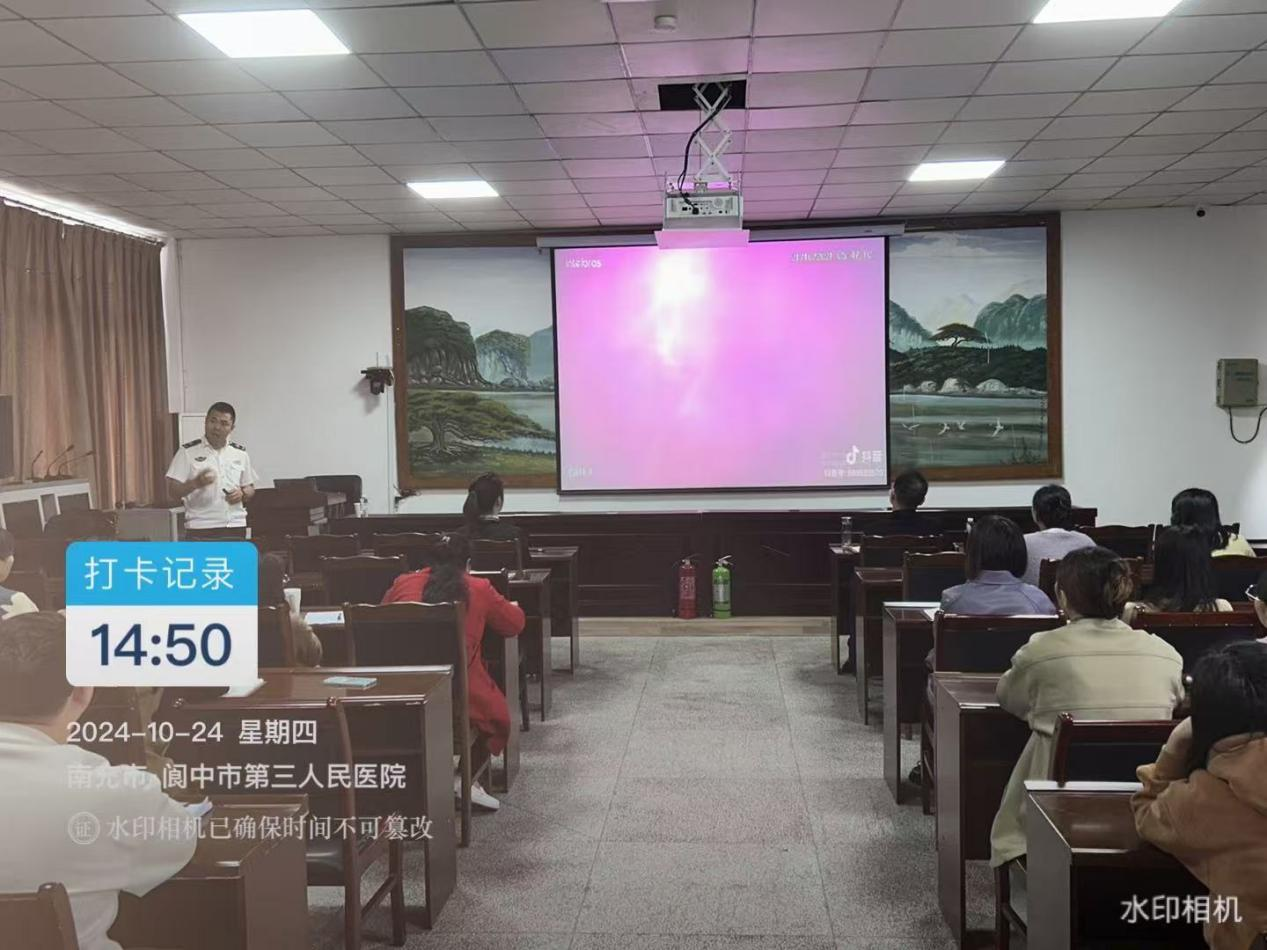 intelbras
打卡记录
14:50
2024-10-24 星期四
南充市·阆中市第三人民医院
证 水印相机已确保时间不可篡改
水印相机